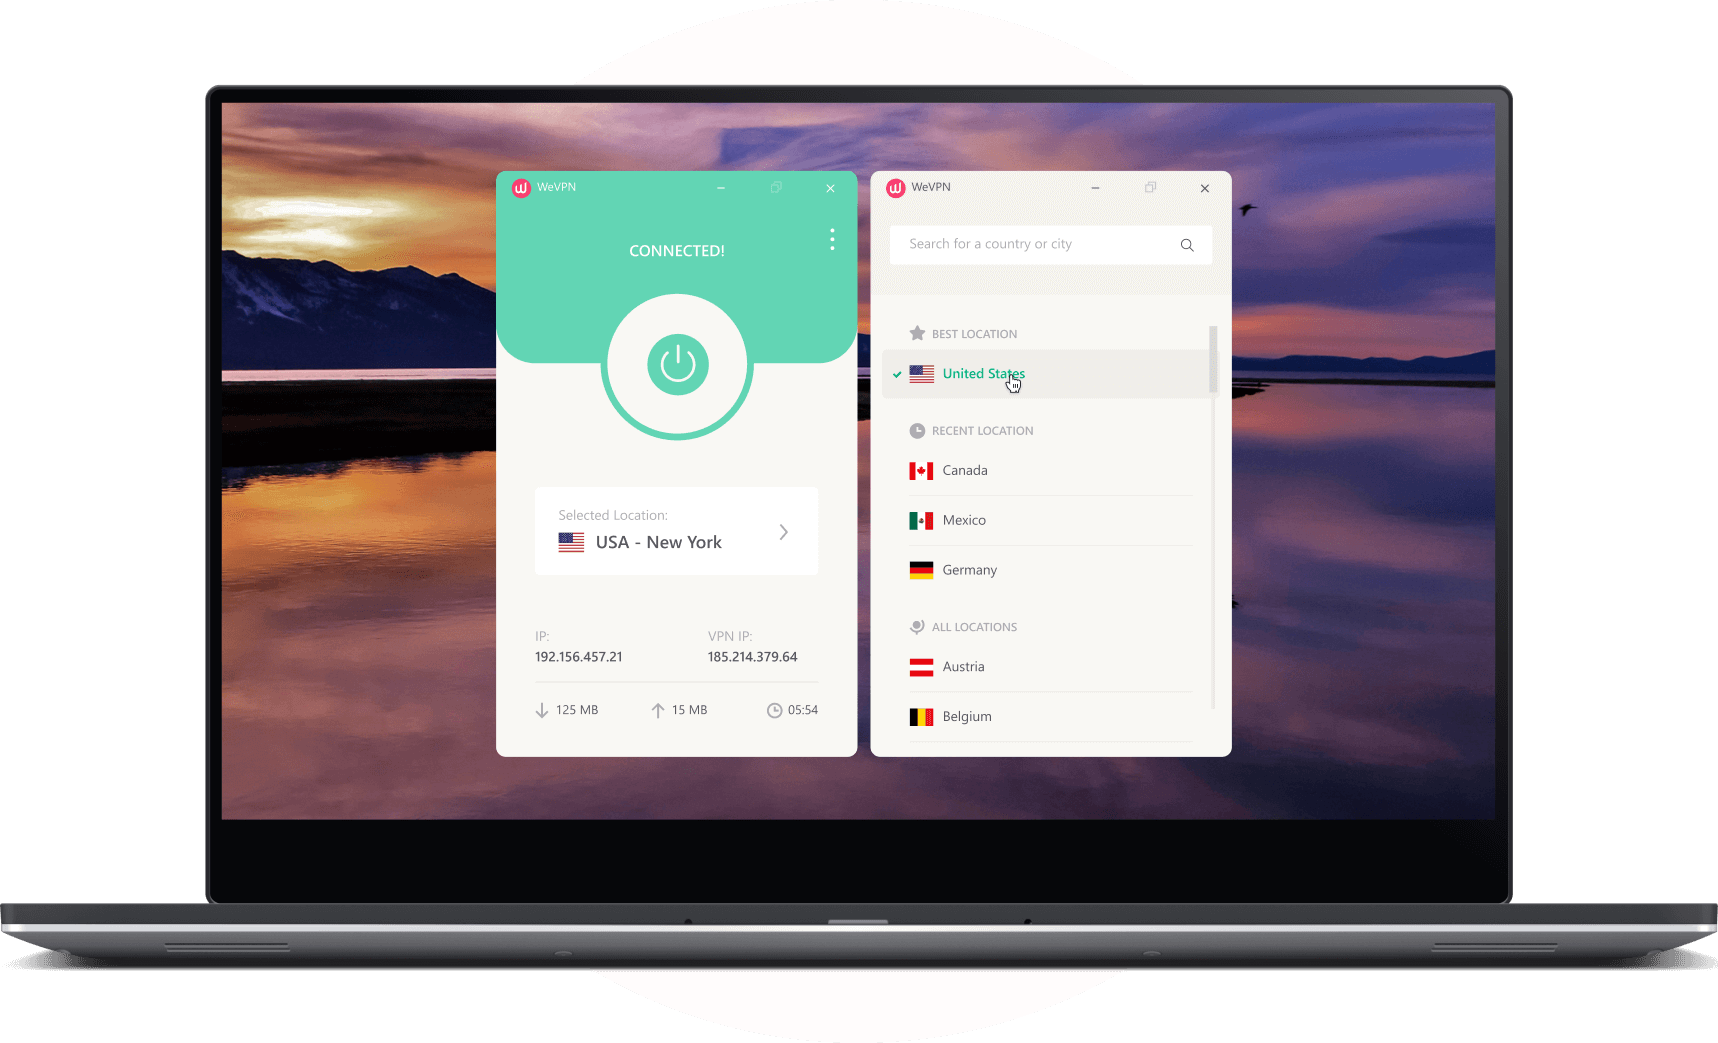 WeVPN
CONNECTED!
Selected Location:
USA - New York
IP:
192.156.457.21
VPN IP:
185.214.379.64
125 MB
15 MB
05:54
WeVPN
Search for a country or city
BEST LOCATION
United States
RECENT LOCATION
Canada
Mexico
Germany
ALL LOCATIONS
Austria
Belgium